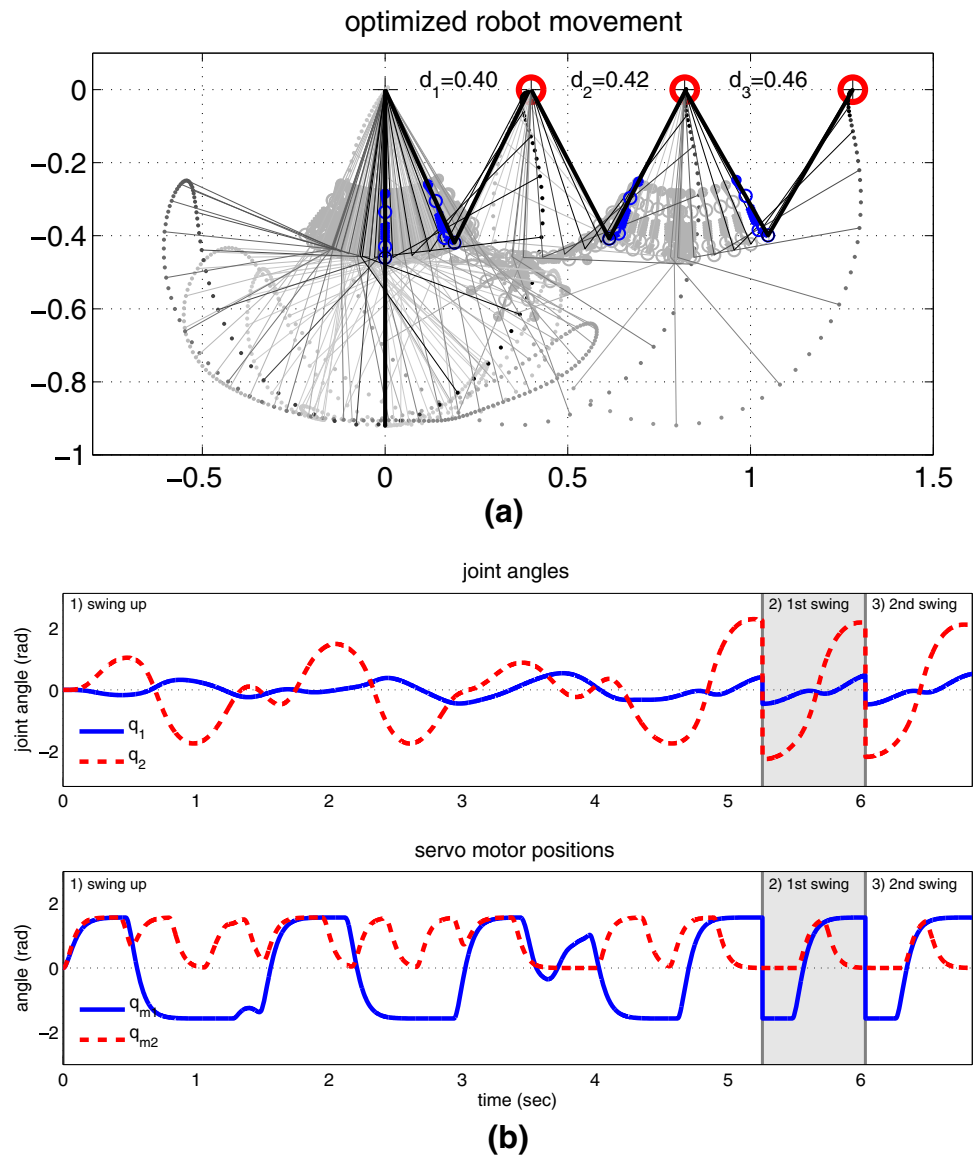 optimized robot movement
d₁=0.40 d₂=0.42 d₃=0.46
0
−0.2
−0.4
−0.6
−0.8
−1
−0.5 0 0.5 1 1.5
(a)
joint angles
1) swing up 2) 1st swing 3) 2nd swing
joint angle (rad)
2
0
−2
q₁
q₂
0 1 2 3 4 5 6
servo motor positions
1) swing up 2) 1st swing 3) 2nd swing
angle (rad)
2
0
−2
qₘ₁
qₘ₂
0 1 2 3 4 5 6
time (sec)
(b)